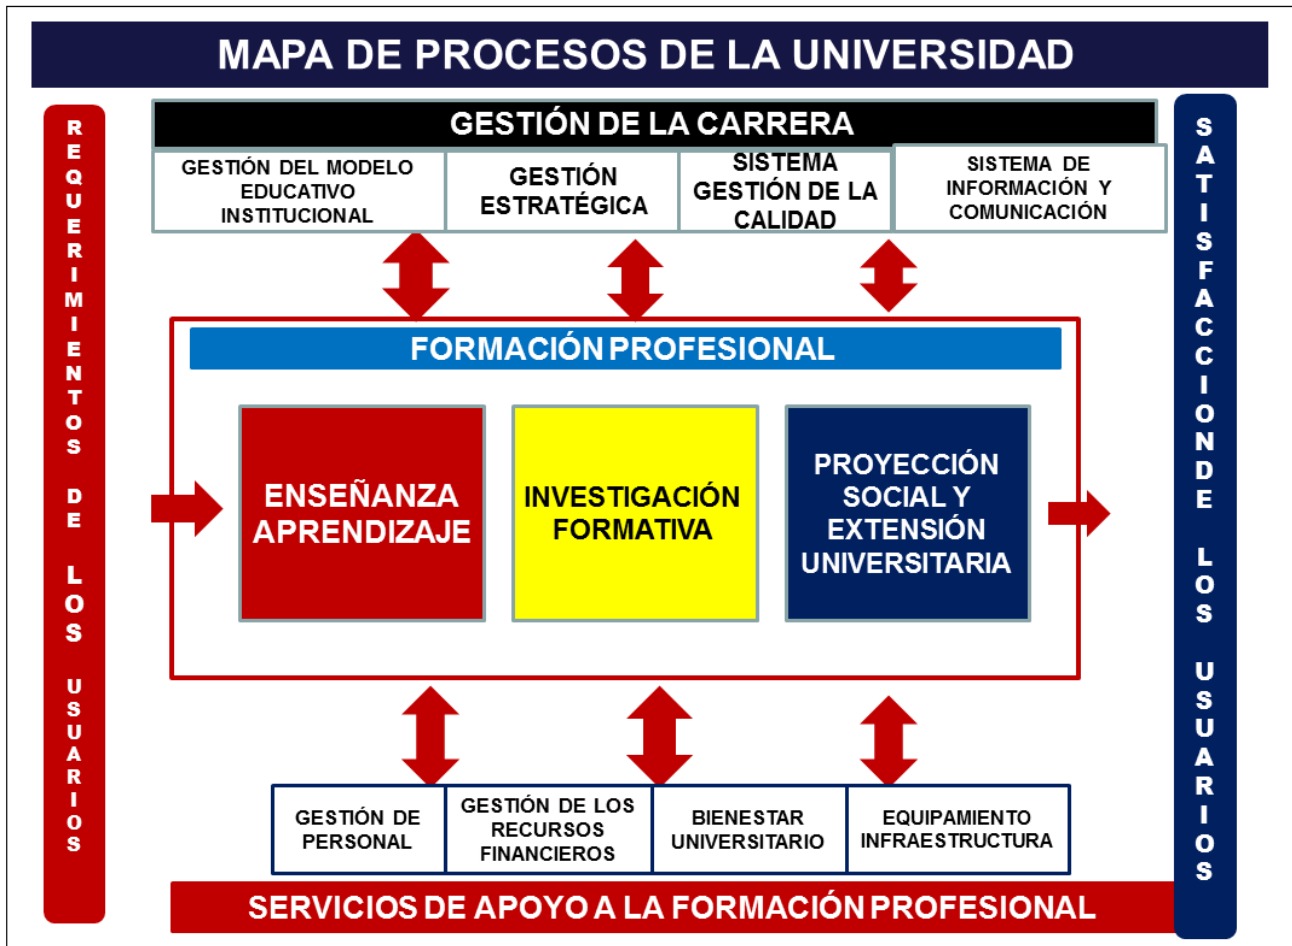 MAPA DE PROCESOS DE LA UNIVERSIDAD
REQUERIMIENTOS DE LOS USUARIOS
GESTIÓN DE LA CARRERA
GESTIÓN DEL MODELO
EDUCATIVO
INSTITUCIONAL
GESTIÓN
ESTRATÉGICA
SISTEMA
GESTIÓN DE LA
CALIDAD
SISTEMA DE
INFORMACIÓN Y
COMUNICACIÓN
FORMACIÓN PROFESIONAL
ENSEÑANZA
APRENDIZAJE
INVESTIGACIÓN
FORMATIVA
PROYECCIÓN
SOCIAL Y
EXTENSIÓN
UNIVERSITARIA
GESTIÓN DE
PERSONAL
GESTIÓN DE LOS
RECURSOS
FINANCIEROS
BIENESTAR
UNIVERSITARIO
EQUIPAMIENTO
INFRAESTRUCTURA
SERVICIOS DE APOYO A LA FORMACIÓN PROFESIONAL
SATISFACCIONDE LOS USUARIOS